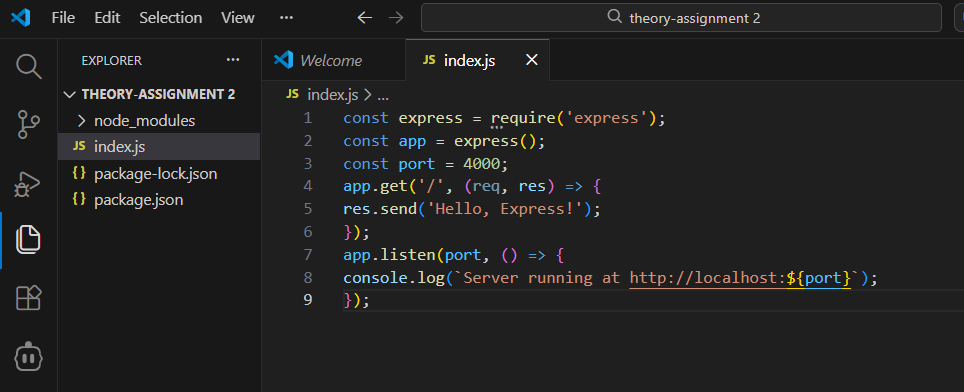 File Edit Selection View ··· ← → theory-assignment 2
EXPLORER ···
THEORY-ASSIGNMENT 2
node_modules
JS index.js
{} package-lock.json
{} package.json
Welcome
JS index.js ×
JS index.js > ...
1 const express = require('express');
2 const app = express();
3 const port = 4000;
4 app.get('/', (req, res) => {
5 res.send('Hello, Express!');
6 });
7 app.listen(port, () => {
8 console.log(`Server running at http://localhost:${port}`);
9 });